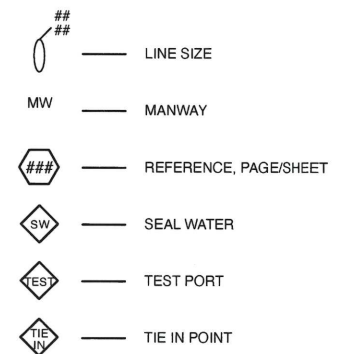 ##
##
LINE SIZE
MW MANWAY
### REFERENCE, PAGE/SHEET
SW SEAL WATER
TEST TEST PORT
TIE
IN TIE IN POINT